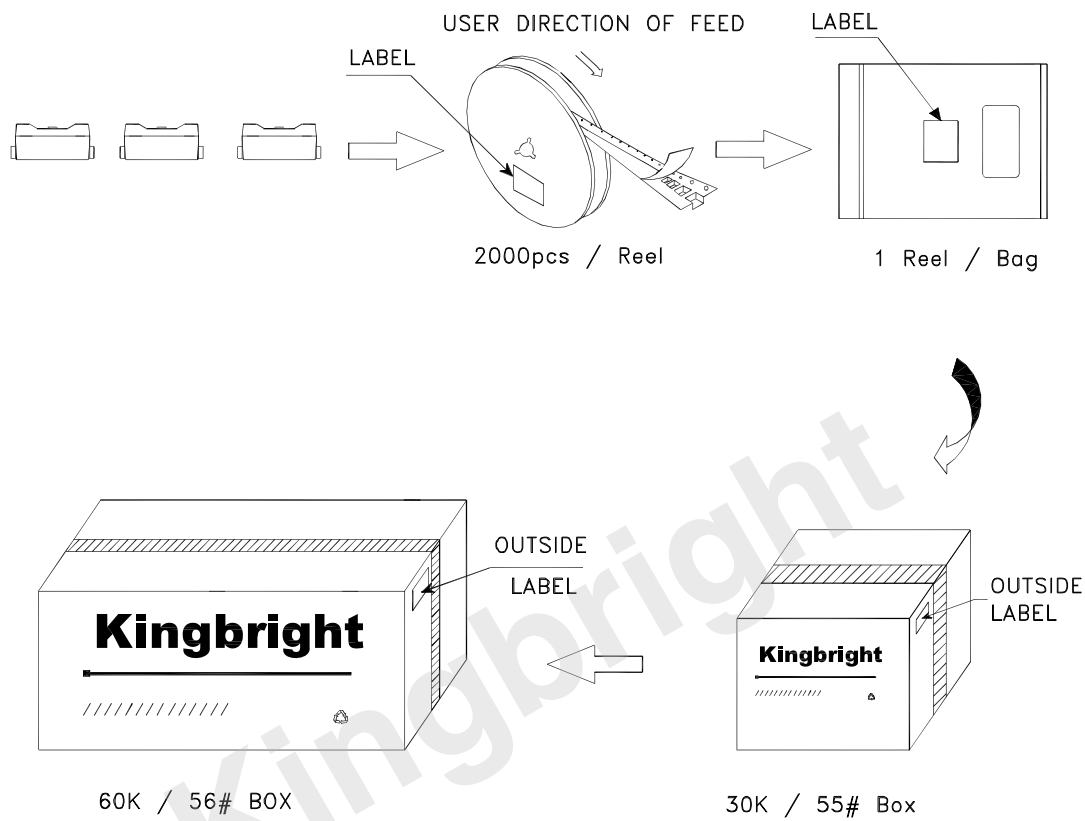 USER DIRECTION OF FEED
LABEL
LABEL
2000pcs / Reel
1 Reel / Bag
OUTSIDE
LABEL
OUTSIDE
LABEL
Kingbright
Kingbright
Kingbright
60K / 56# BOX
30K / 55# Box